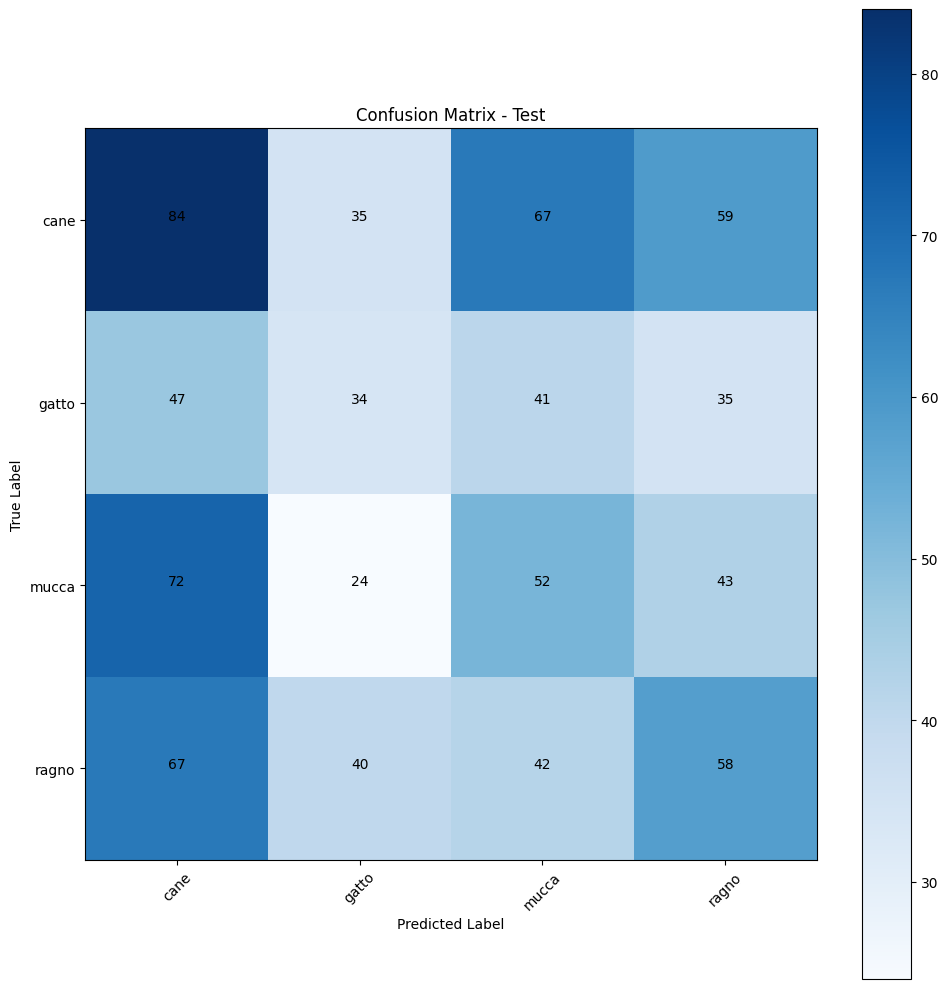 Confusion Matrix - Test
80
70
60
50
40
30
True Label
cane 84 35 67 59
gatto 47 34 41 35
mucca 72 24 52 43
ragno 67 40 42 58
cane gatto mucca ragno
Predicted Label